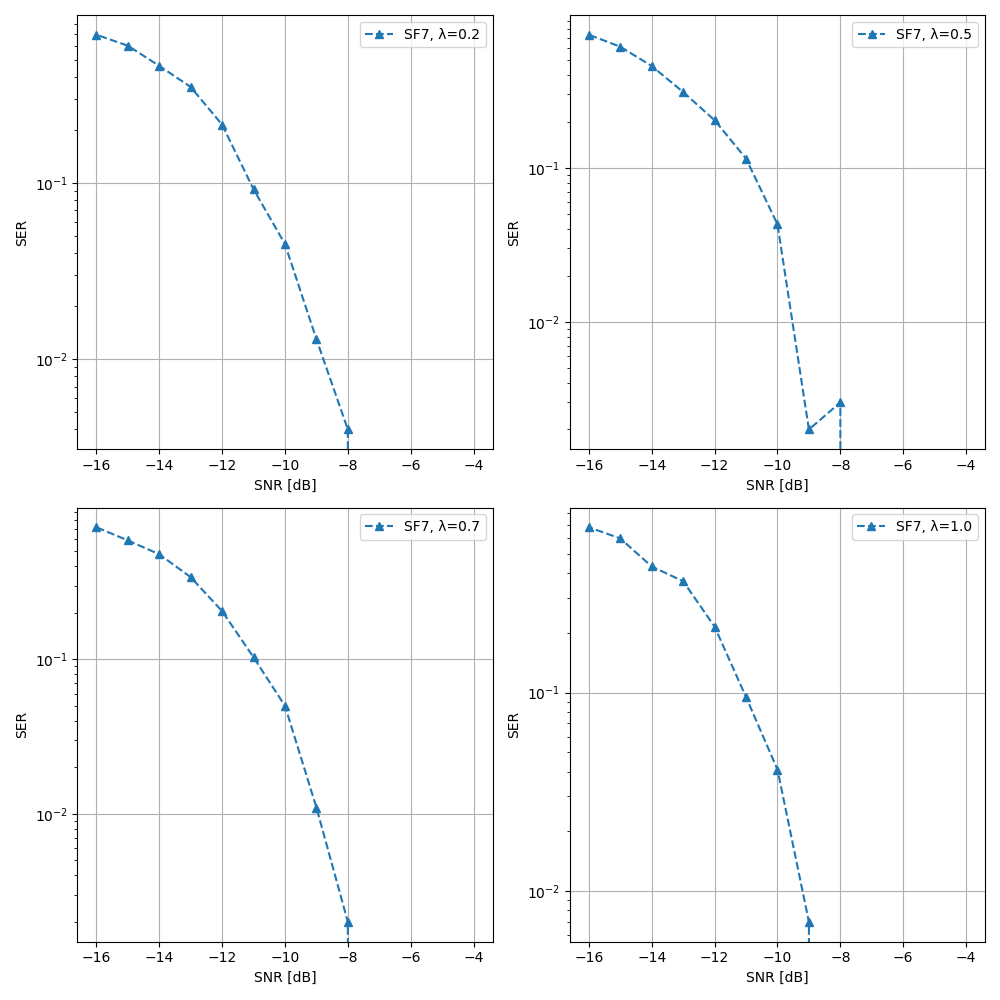 SF7, λ=0.2
10⁻¹
10⁻²
SER
−16 −14 −12 −10 −8 −6 −4
SNR [dB]
SF7, λ=0.5
10⁻¹
10⁻²
SER
−16 −14 −12 −10 −8 −6 −4
SNR [dB]
SF7, λ=0.7
10⁻¹
10⁻²
SER
−16 −14 −12 −10 −8 −6 −4
SNR [dB]
SF7, λ=1.0
10⁻¹
10⁻²
SER
−16 −14 −12 −10 −8 −6 −4
SNR [dB]